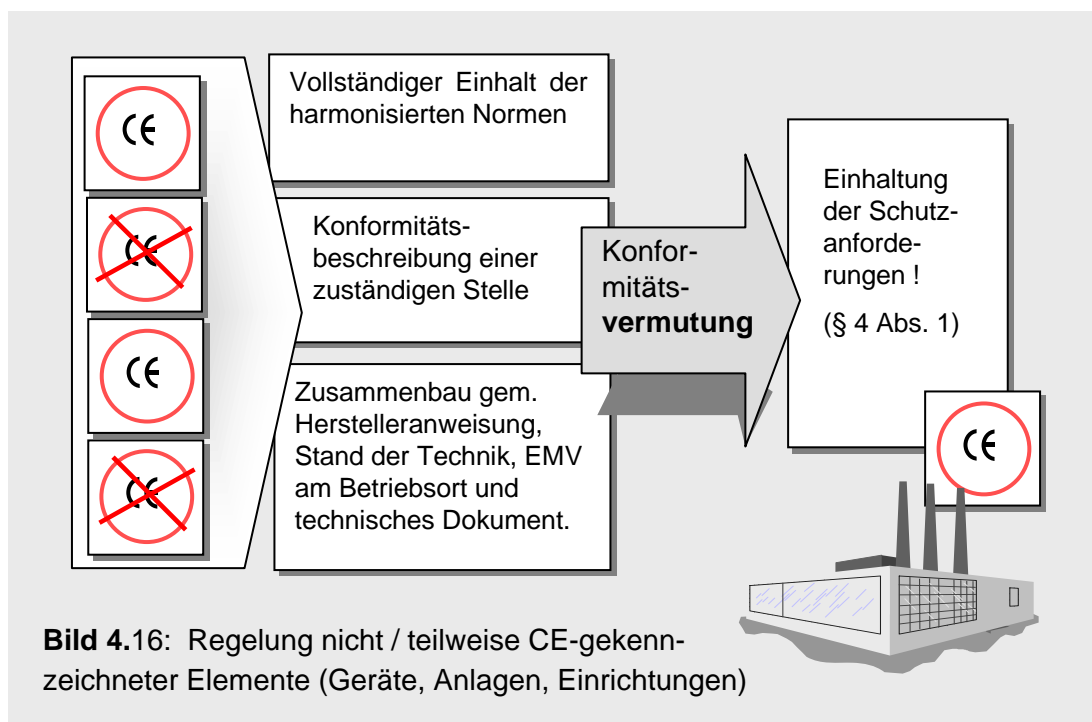 CE
CE
CE
CE
Vollständiger Einhalt der
harmonisierten Normen
Konformitäts-
beschreibung einer
zuständigen Stelle
Zusammenbau gem.
Herstelleranweisung,
Stand der Technik, EMV
am Betriebsort und
technisches Dokument.
Konfor-
mitäts-
vermutung
Einhaltung
der Schutz-
anforde-
rungen !
(§ 4 Abs. 1)
CE
Bild 4.16: Regelung nicht / teilweise CE-gekenn-
zeichneter Elemente (Geräte, Anlagen, Einrichtungen)